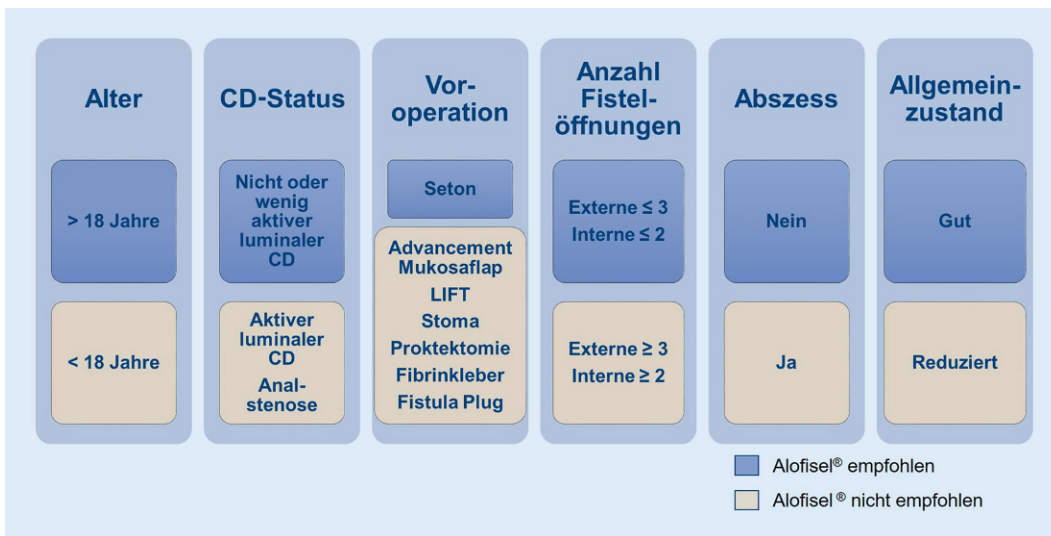 Alter
> 18 Jahre
< 18 Jahre
CD-Status
Nicht oder
wenig
aktiver
luminaler
CD
Aktiver
luminaler
CD
Anal-
stenose
Vor-
operation
Seton
Advancement
Mukosaflap
LIFT
Stoma
Proktektomie
Fibrinkleber
Fistula Plug
Anzahl
Fistel-
öffnungen
Externe ≤ 3
Interne ≤ 2
Externe ≥ 3
Interne ≥ 2
Abszess
Nein
Ja
Allgemein-
zustand
Gut
Reduziert
Alofisel® empfohlen
Alofisel ® nicht empfohlen